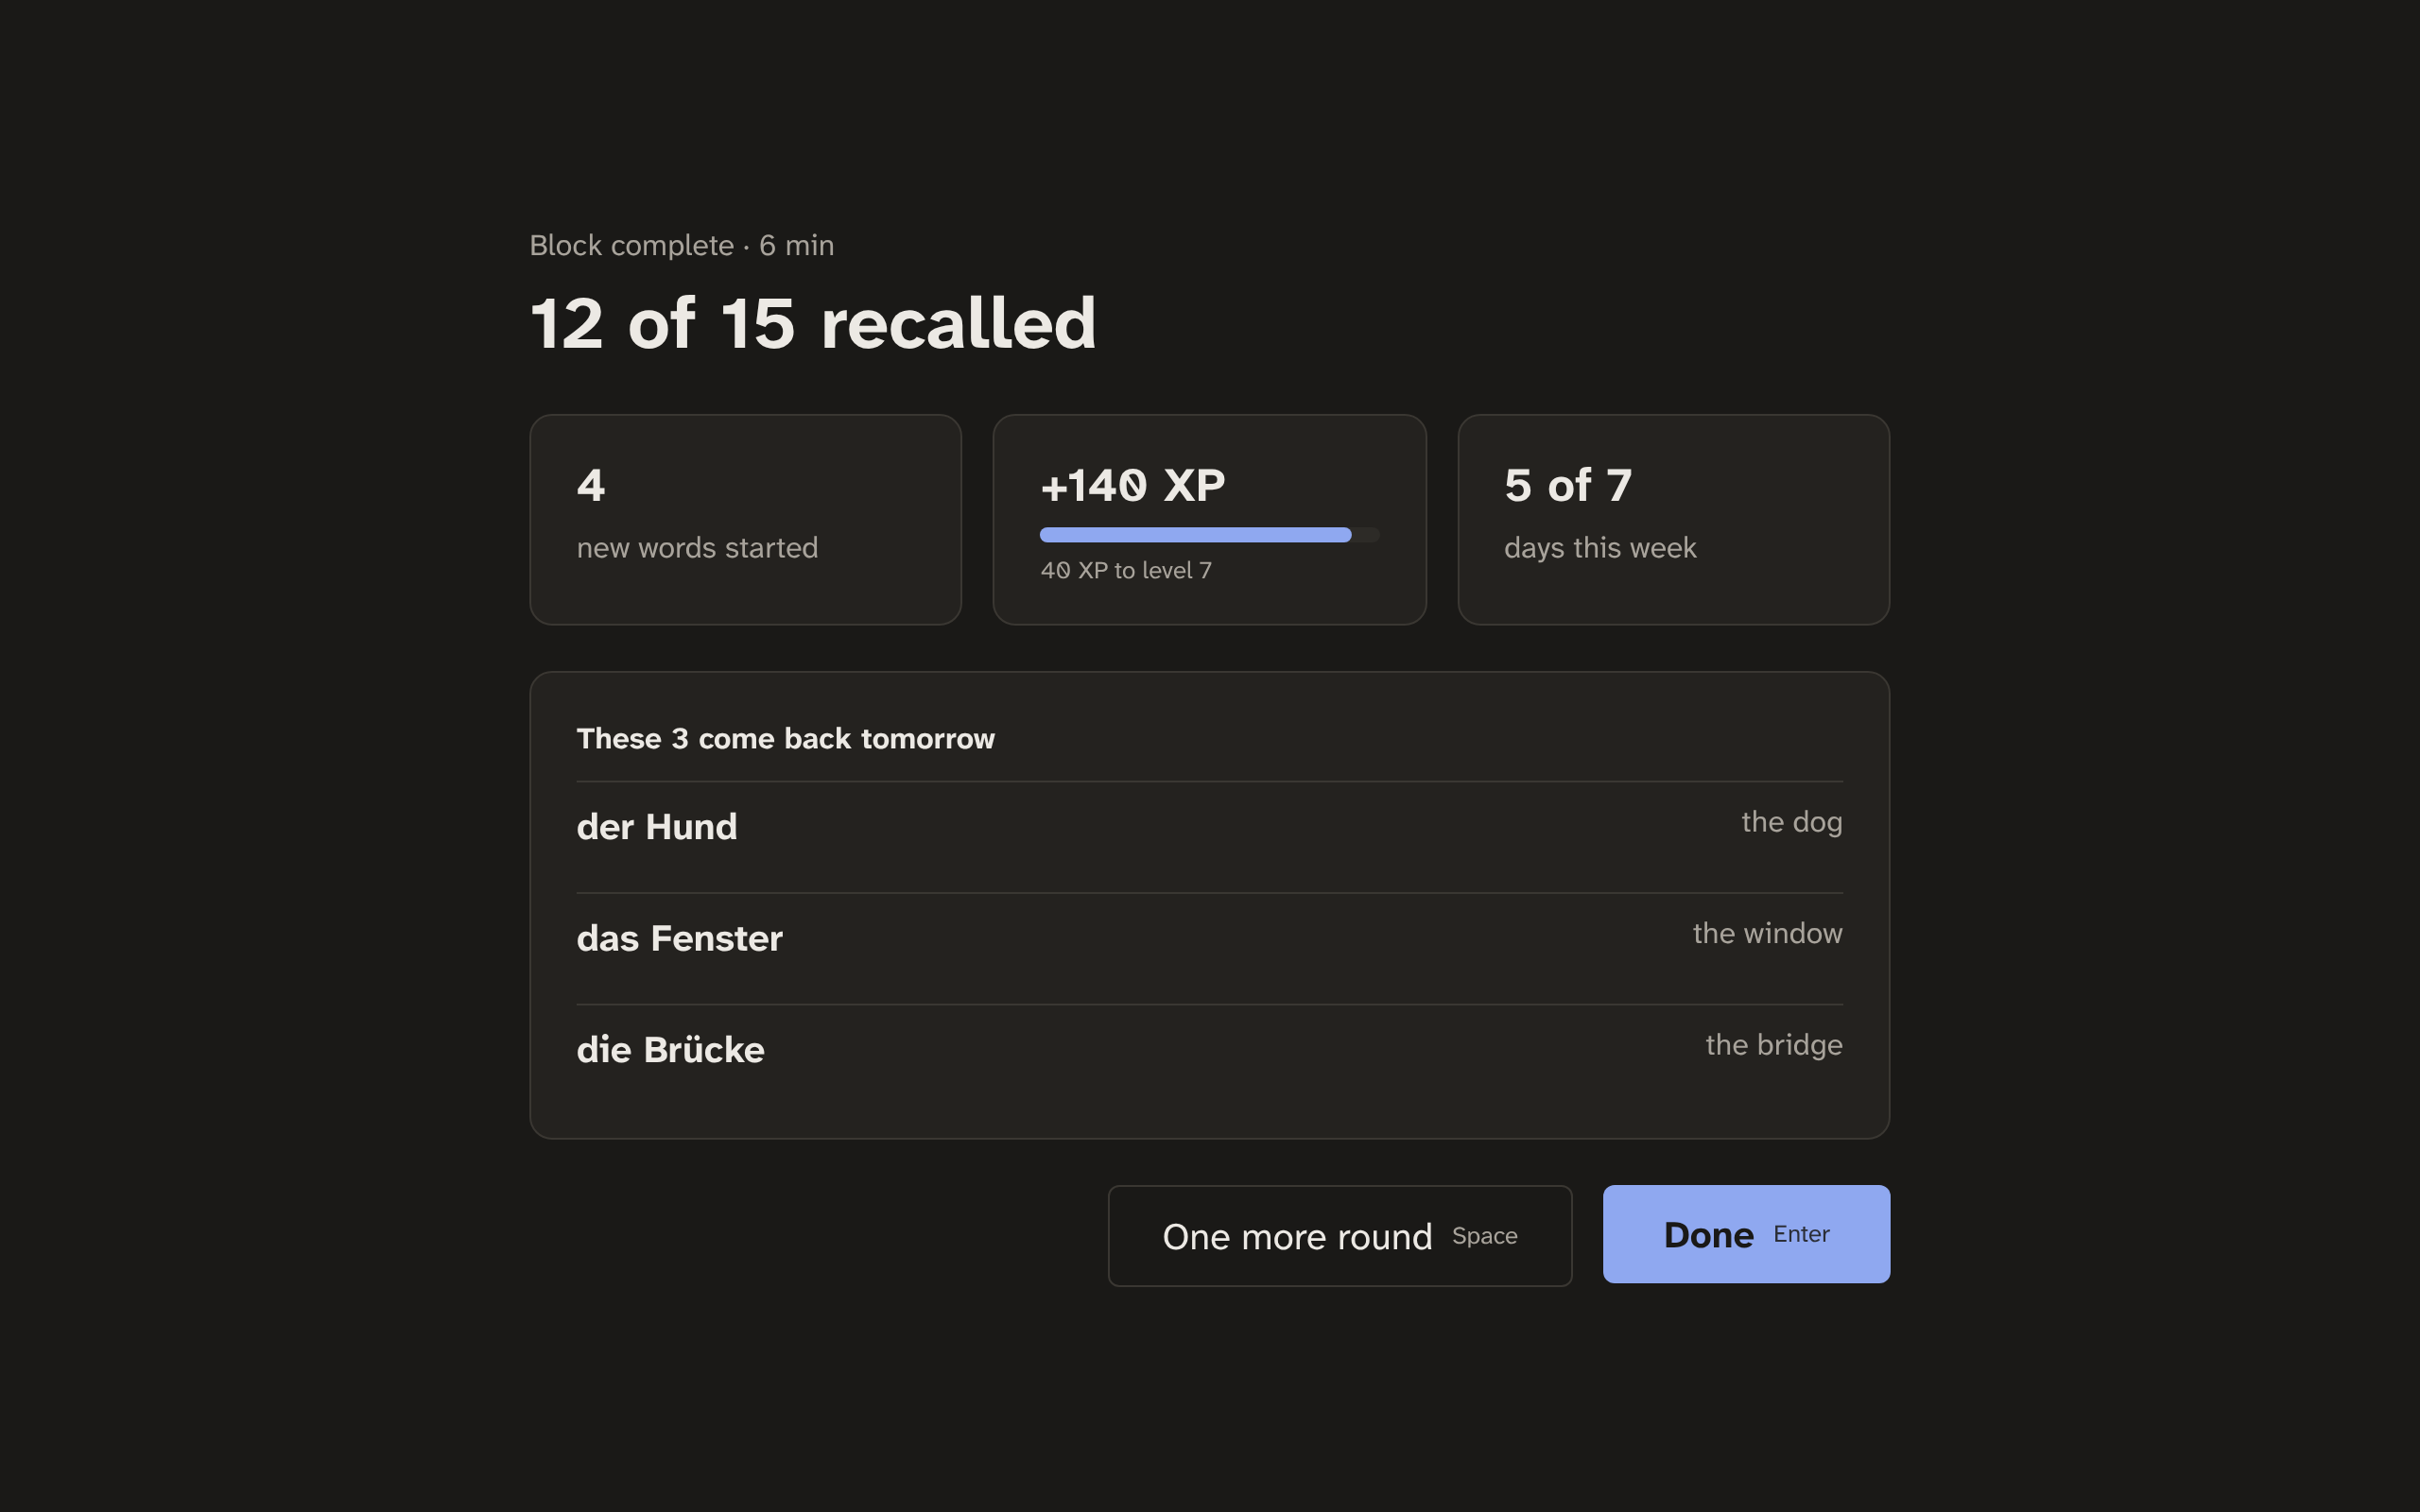 Block complete · 6 min
12 of 15 recalled
4
new words started
+140 XP
40 XP to level 7
5 of 7
days this week
These 3 come back tomorrow
der Hund the dog
das Fenster the window
die Brücke the bridge
One more round Space
Done Enter